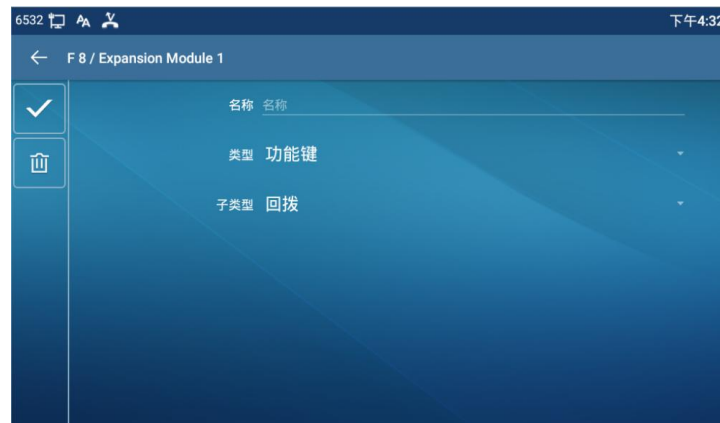 6532 AA 下午4:32
F 8 / Expansion Module 1
名称 名称
类型 功能键
子类型 回拨